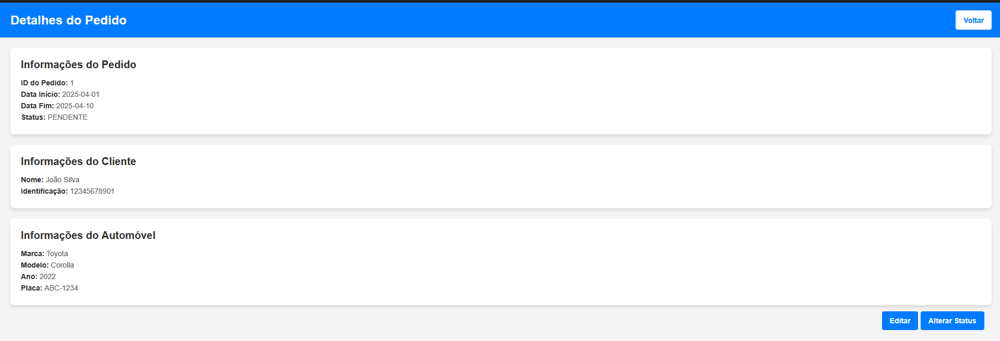 Detalhes do Pedido
Voltar
Informações do Pedido
ID do Pedido: 1
Data Início: 2025-04-01
Data Fim: 2025-04-10
Status: PENDENTE
Informações do Cliente
Nome: João Silva
Identificação: 12345678901
Informações do Automóvel
Marca: Toyota
Modelo: Corolla
Ano: 2022
Placa: ABC-1234
Editar
Alterar Status